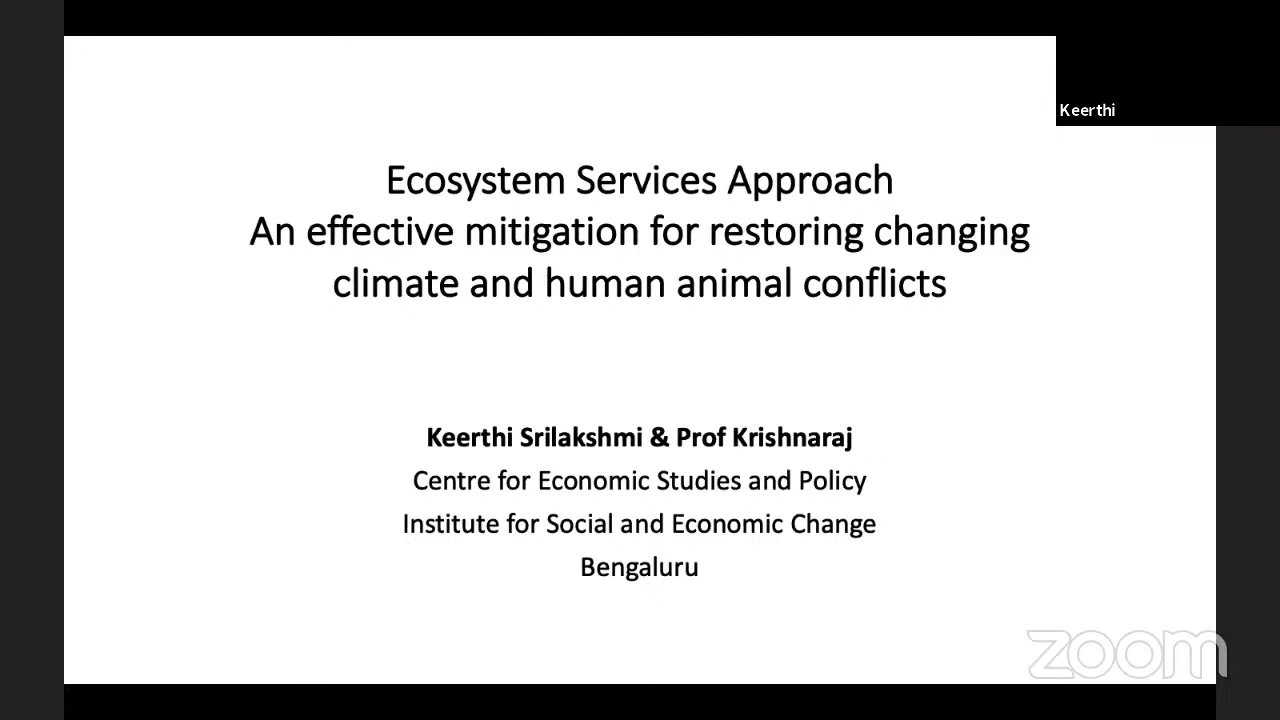 Keerthi
Ecosystem Services Approach
An effective mitigation for restoring changing
climate and human animal conflicts
Keerthi Srilakshmi & Prof Krishnaraj
Centre for Economic Studies and Policy
Institute for Social and Economic Change
Bengaluru
zoom